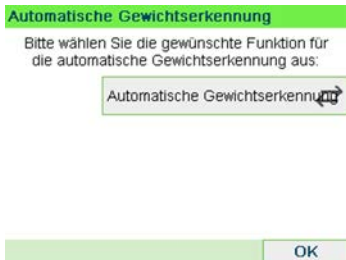 Automatische Gewichtserkennung
Bitte wählen Sie die gewünschte Funktion für
die automatische Gewichtserkennung aus:
Automatische Gewichtserkennung
OK